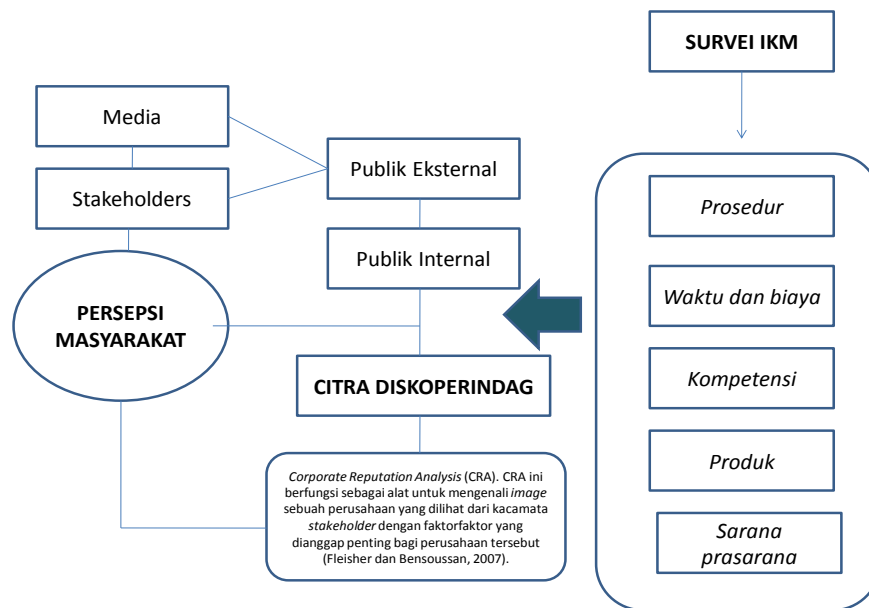 SURVEI IKM
Media
Stakeholders
Publik Eksternal
Publik Internal
PERSEPSI
MASYARAKAT
CITRA DISKOPERINDAG
Corporate Reputation Analysis (CRA). CRA ini
berfungsi sebagai alat untuk mengenali image
sebuah perusahaan yang dilihat dari kacamata
stakeholder dengan faktorfaktor yang
dianggap penting bagi perusahaan tersebut
(Fleisher dan Bensoussan, 2007).
Prosedur
Waktu dan biaya
Kompetensi
Produk
Sarana
prasarana